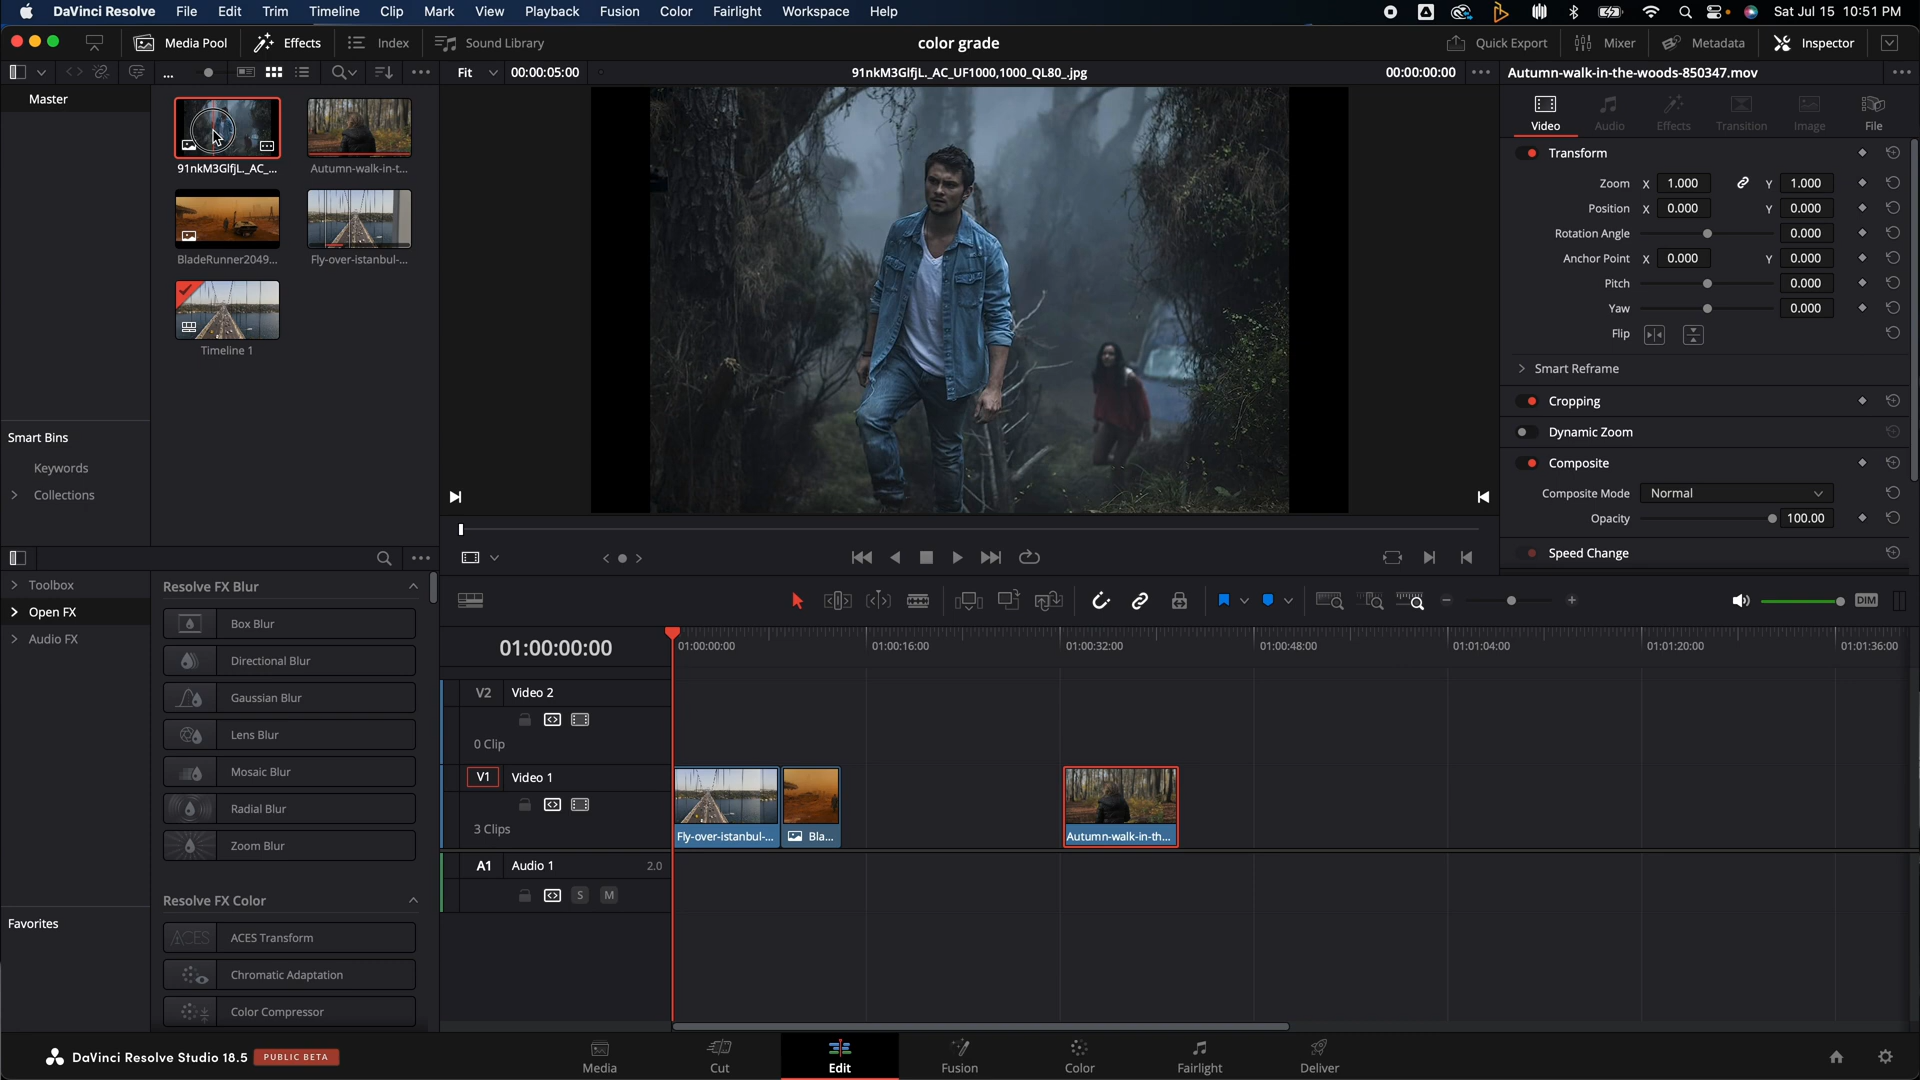 DaVinci Resolve File Edit Trim Timeline Clip Mark View Playback Fusion Color Fairlight Workspace Help Sat Jul 15 10:51 PM
Media Pool Effects Index Sound Library color grade Quick Export Mixer Metadata Inspector
... Fit 00:00:05:00 91nkM3GlfjL._AC_UF1000,1000_QL80_.jpg 00:00:00:00 Autumn-walk-in-the-woods-850347.mov
Master
91nkM3GlfjL._AC_...
Autumn-walk-in-t...
BladeRunner2049...
Fly-over-istanbul-...
Timeline 1
Smart Bins
Keywords
Collections
Video Audio Effects Transition Image File
Transform
Zoom X 1.000 Y 1.000
Position X 0.000 Y 0.000
Rotation Angle 0.000
Anchor Point X 0.000 Y 0.000
Pitch 0.000
Yaw 0.000
Flip
Smart Reframe
Cropping
Dynamic Zoom
Composite
Composite Mode Normal
Opacity 100.00
Speed Change
Toolbox
Open FX
Audio FX
Favorites
Resolve FX Blur
Box Blur
Directional Blur
Gaussian Blur
Lens Blur
Mosaic Blur
Radial Blur
Zoom Blur
Resolve FX Color
ACES ACES Transform
Chromatic Adaptation
Color Compressor
DIM
01:00:00:00
01:00:00:00 01:00:16:00 01:00:32:00 01:00:48:00 01:01:04:00 01:01:20:00 01:01:36:00
V2 Video 2
0 Clip
V1 Video 1
3 Clips
Fly-over-istanbul-... Bla... Autumn-walk-in-th...
A1 Audio 1 2.0
S M
DaVinci Resolve Studio 18.5 PUBLIC BETA
Media Cut Edit Fusion Color Fairlight Deliver